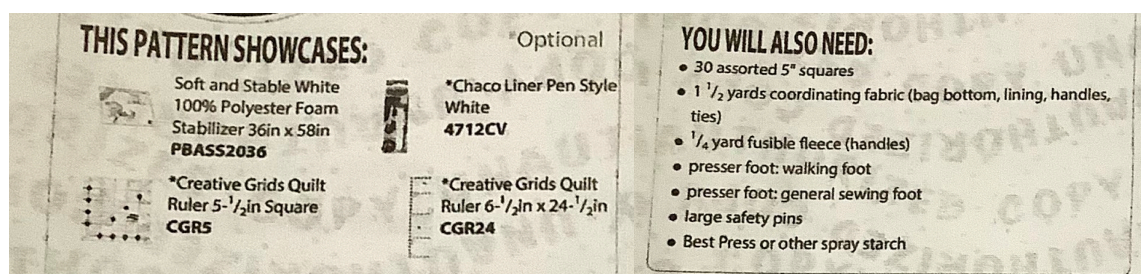 THIS PATTERN SHOWCASES:
*Optional
Soft and Stable White
100% Polyester Foam
Stabilizer 36in x 58in
PBASS2036
*Chaco Liner Pen Style
White
4712CV
*Creative Grids Quilt
Ruler 5-1/2in Square
CGR5
*Creative Grids Quilt
Ruler 6-1/2in x 24-1/2in
CGR24
YOU WILL ALSO NEED:
• 30 assorted 5" squares
• 1 1/2 yards coordinating fabric (bag bottom, lining, handles,
ties)
• 1/4 yard fusible fleece (handles)
• presser foot: walking foot
• presser foot: general sewing foot
• large safety pins
• Best Press or other spray starch